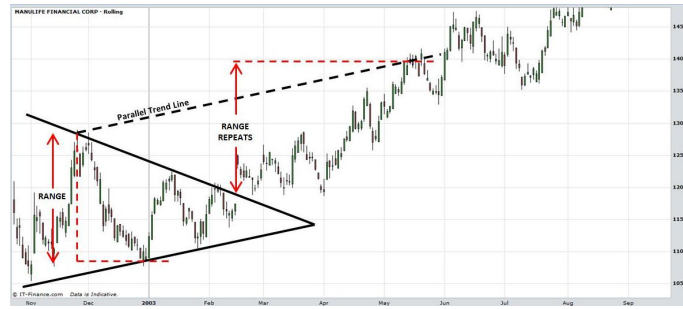 MANULIFE FINANCIAL CORP - Rolling
145
140
Parallel Trend Line
135
RANGE
REPEATS
130
125
120
RANGE
115
110
105
© IT-Finance.com Data is Indicative.
Nov Dec 2003 Feb Mar Apr May Jun Jul Aug Sep